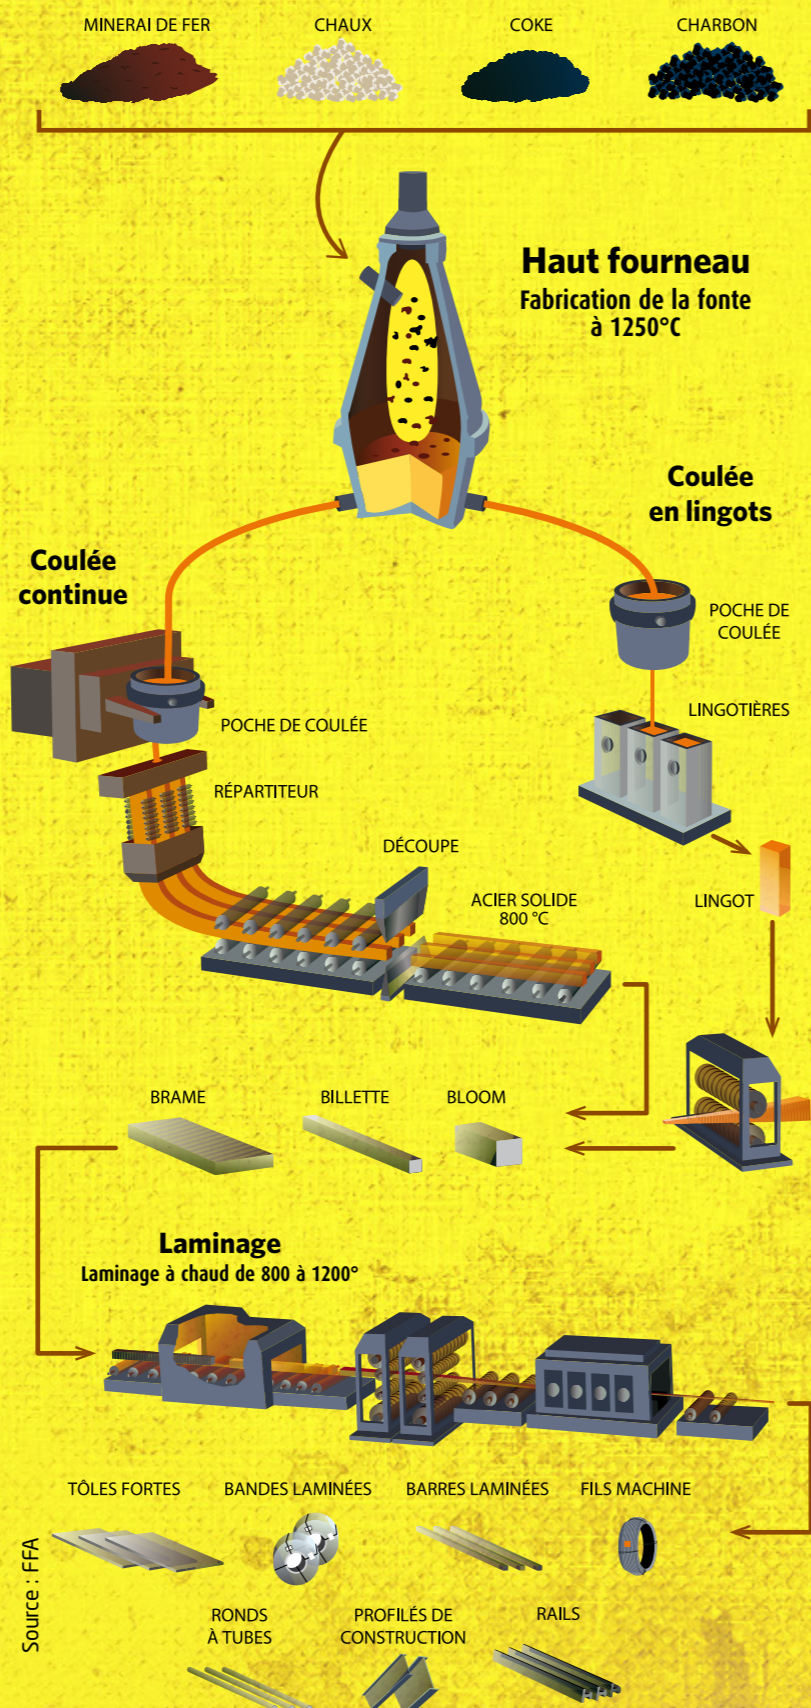 MINERAI DE FER
CHAUX
COKE
CHARBON
Haut fourneau
Fabrication de la fonte
à 1250°C
Coulée
en lingots
Coulée
continue
POCHE DE
COULÉE
LINGOTIÈRES
POCHE DE COULÉE
RÉPARTITEUR
DÉCOUPE
ACIER SOLIDE
800 °C
LINGOT
BRAME
BILLETTE
BLOOM
Laminage
Laminage à chaud de 800 à 1200°
TÔLES FORTES
BANDES LAMINÉES
BARRES LAMINÉES
FILS MACHINE
RONDS
À TUBES
PROFILÉS DE
CONSTRUCTION
RAILS
Source : FFA